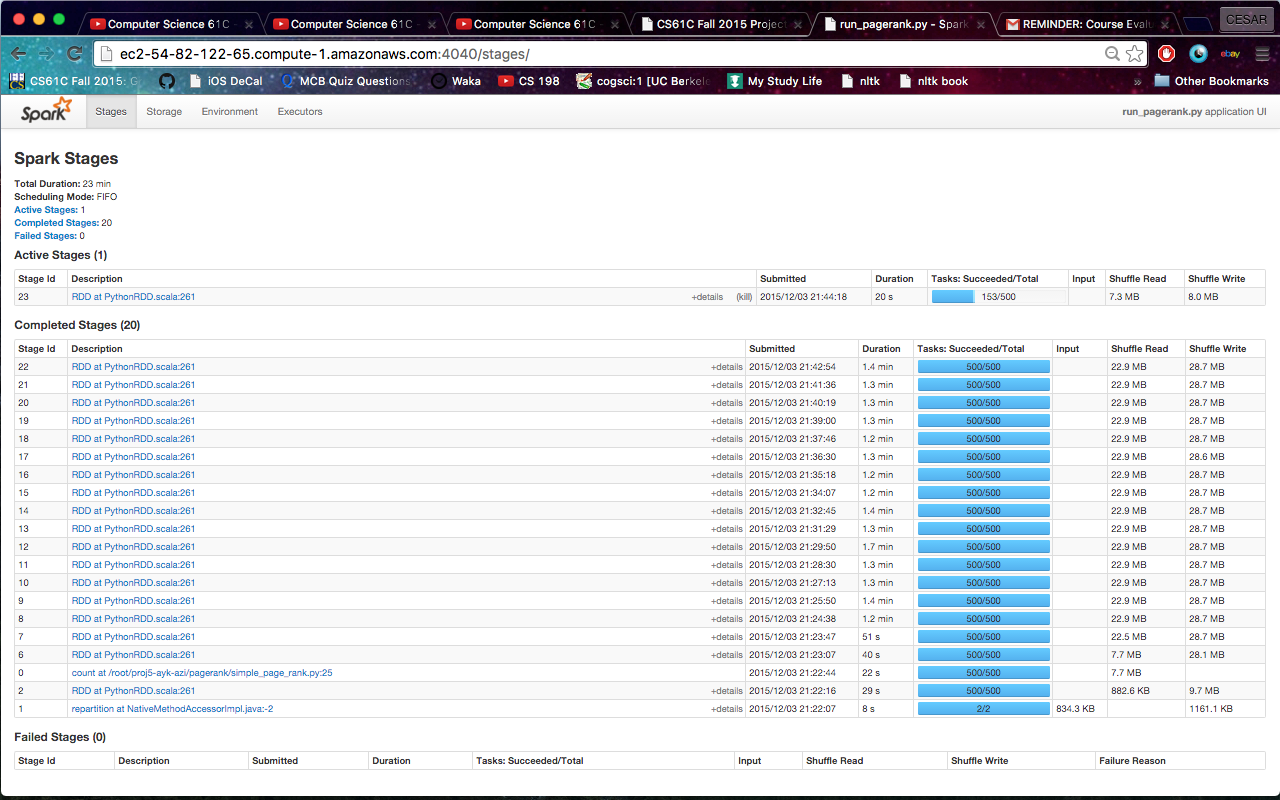 Computer Science 61C - Computer Science 61C - Computer Science 61C - CS61C Fall 2015 Project run_pagerank.py - Spark REMINDER: Course Evalu CESAR
ec2-54-82-122-65.compute-1.amazonaws.com:4040/stages/
CS61C Fall 2015: G iOS DeCal MCB Quiz Questions Waka CS 198 cogsci:1 [UC Berkele My Study Life nltk nltk book » Other Bookmarks
Spark Stages Storage Environment Executors run_pagerank.py application UI
Spark Stages
Total Duration: 23 min
Scheduling Mode: FIFO
Active Stages: 1
Completed Stages: 20
Failed Stages: 0
Active Stages (1)
Stage Id Description Submitted Duration Tasks: Succeeded/Total Input Shuffle Read Shuffle Write
23 RDD at PythonRDD.scala:261 +details (kill) 2015/12/03 21:44:18 20 s 153/500 7.3 MB 8.0 MB
Completed Stages (20)
Stage Id Description Submitted Duration Tasks: Succeeded/Total Input Shuffle Read Shuffle Write
22 RDD at PythonRDD.scala:261 +details 2015/12/03 21:42:54 1.4 min 500/500 22.9 MB 28.7 MB
21 RDD at PythonRDD.scala:261 +details 2015/12/03 21:41:36 1.3 min 500/500 22.9 MB 28.7 MB
20 RDD at PythonRDD.scala:261 +details 2015/12/03 21:40:19 1.3 min 500/500 22.9 MB 28.7 MB
19 RDD at PythonRDD.scala:261 +details 2015/12/03 21:39:00 1.3 min 500/500 22.9 MB 28.7 MB
18 RDD at PythonRDD.scala:261 +details 2015/12/03 21:37:46 1.2 min 500/500 22.9 MB 28.7 MB
17 RDD at PythonRDD.scala:261 +details 2015/12/03 21:36:30 1.3 min 500/500 22.9 MB 28.6 MB
16 RDD at PythonRDD.scala:261 +details 2015/12/03 21:35:18 1.2 min 500/500 22.9 MB 28.7 MB
15 RDD at PythonRDD.scala:261 +details 2015/12/03 21:34:07 1.2 min 500/500 22.9 MB 28.7 MB
14 RDD at PythonRDD.scala:261 +details 2015/12/03 21:32:45 1.4 min 500/500 22.9 MB 28.7 MB
13 RDD at PythonRDD.scala:261 +details 2015/12/03 21:31:29 1.3 min 500/500 22.9 MB 28.7 MB
12 RDD at PythonRDD.scala:261 +details 2015/12/03 21:29:50 1.7 min 500/500 22.9 MB 28.7 MB
11 RDD at PythonRDD.scala:261 +details 2015/12/03 21:28:30 1.3 min 500/500 22.9 MB 28.7 MB
10 RDD at PythonRDD.scala:261 +details 2015/12/03 21:27:13 1.3 min 500/500 22.9 MB 28.7 MB
9 RDD at PythonRDD.scala:261 +details 2015/12/03 21:25:50 1.4 min 500/500 22.9 MB 28.7 MB
8 RDD at PythonRDD.scala:261 +details 2015/12/03 21:24:38 1.2 min 500/500 22.9 MB 28.7 MB
7 RDD at PythonRDD.scala:261 +details 2015/12/03 21:23:47 51 s 500/500 22.5 MB 28.7 MB
6 RDD at PythonRDD.scala:261 +details 2015/12/03 21:23:07 40 s 500/500 7.7 MB 28.1 MB
0 count at /root/proj5-ayk-azi/pagerank/simple_page_rank.py:25 2015/12/03 21:22:44 22 s 500/500 7.7 MB
2 RDD at PythonRDD.scala:261 +details 2015/12/03 21:22:16 29 s 500/500 882.6 KB 9.7 MB
1 repartition at NativeMethodAccessorImpl.java:-2 +details 2015/12/03 21:22:07 8 s 2/2 834.3 KB 1161.1 KB
Failed Stages (0)
Stage Id Description Submitted Duration Tasks: Succeeded/Total Input Shuffle Read Shuffle Write Failure Reason